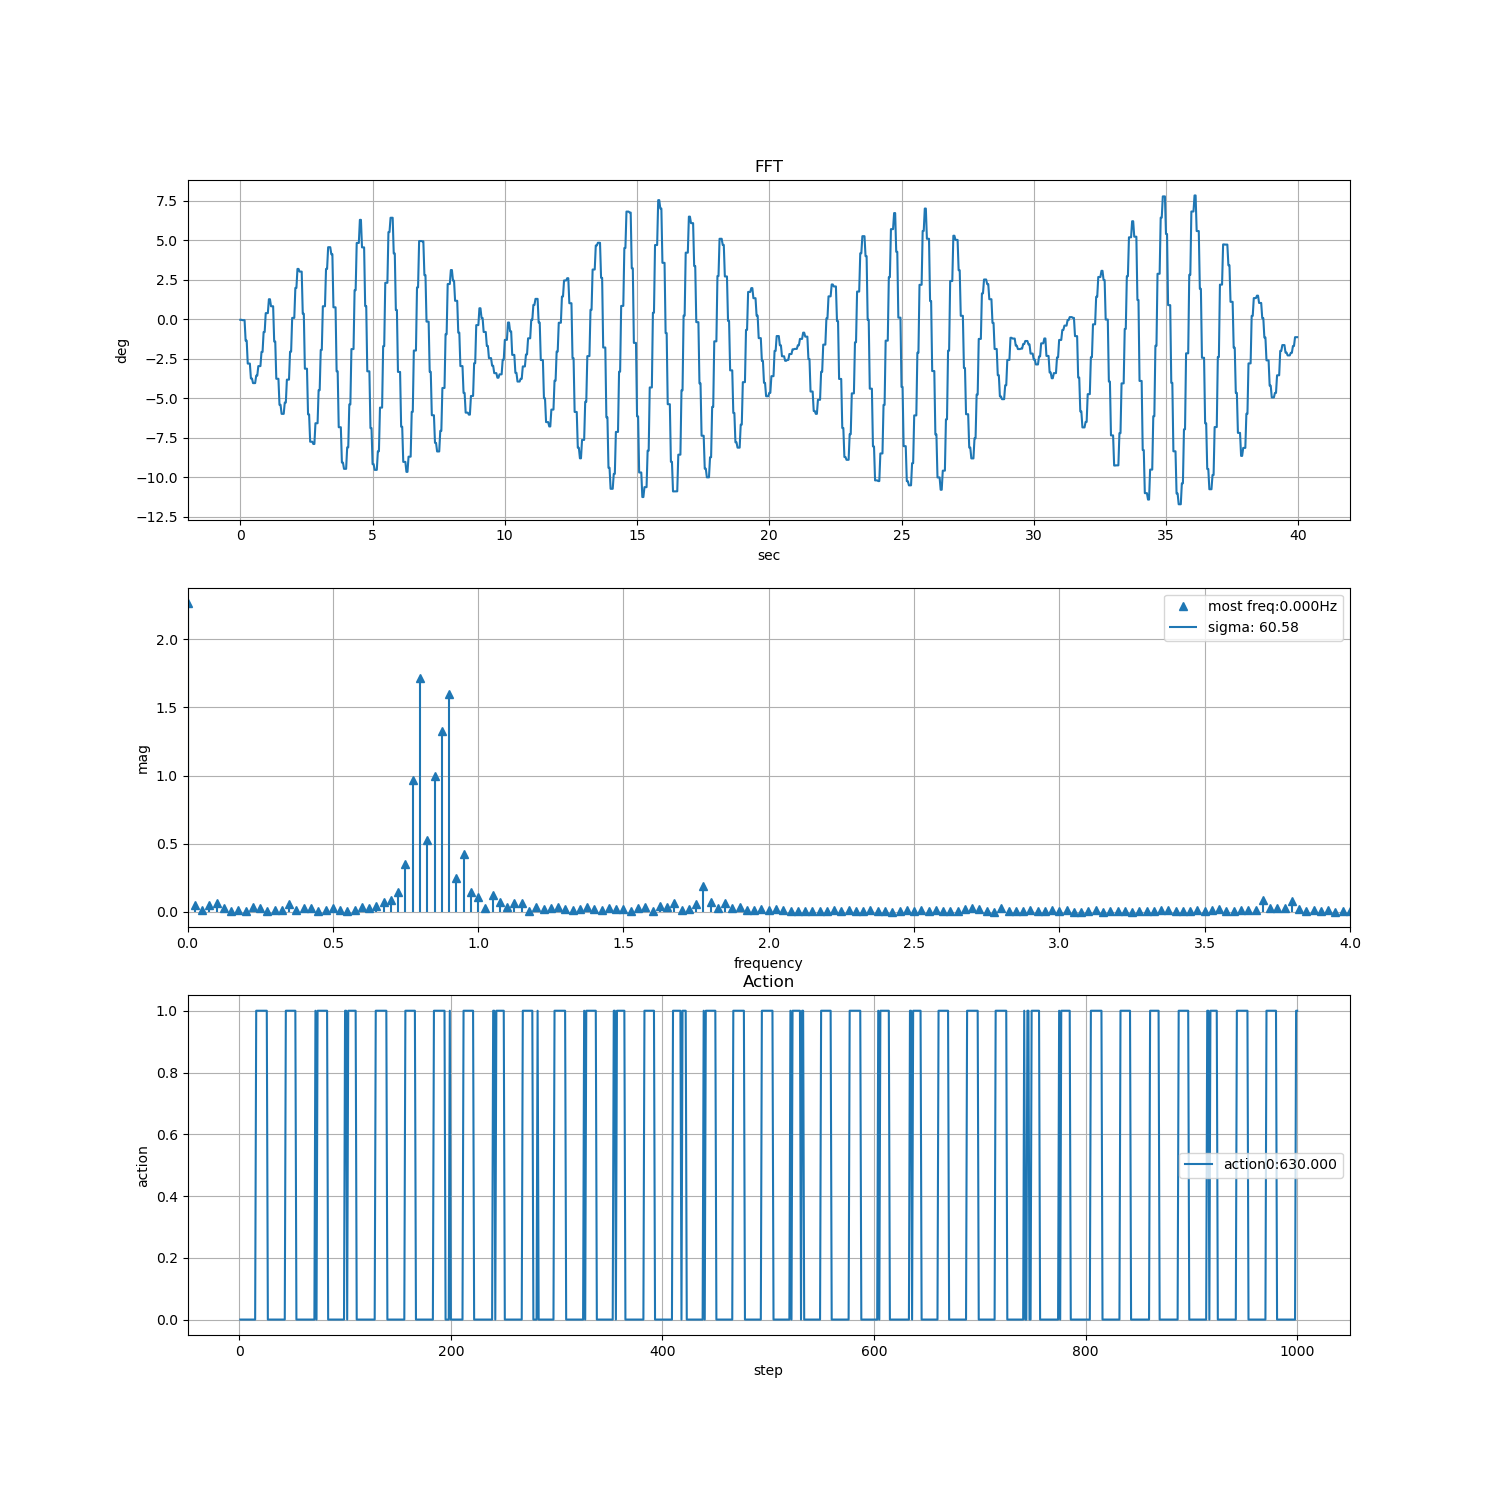 FFT
7.5
5.0
2.5
0.0
−2.5
−5.0
−7.5
−10.0
−12.5
deg
0 5 10 15 20 25 30 35 40
sec
most freq:0.000Hz
sigma: 60.58
2.0
1.5
1.0
0.5
0.0
mag
0.0 0.5 1.0 1.5 2.0 2.5 3.0 3.5 4.0
frequency
Action
1.0
0.8
0.6
0.4
0.2
0.0
action
action0:630.000
0 200 400 600 800 1000
step